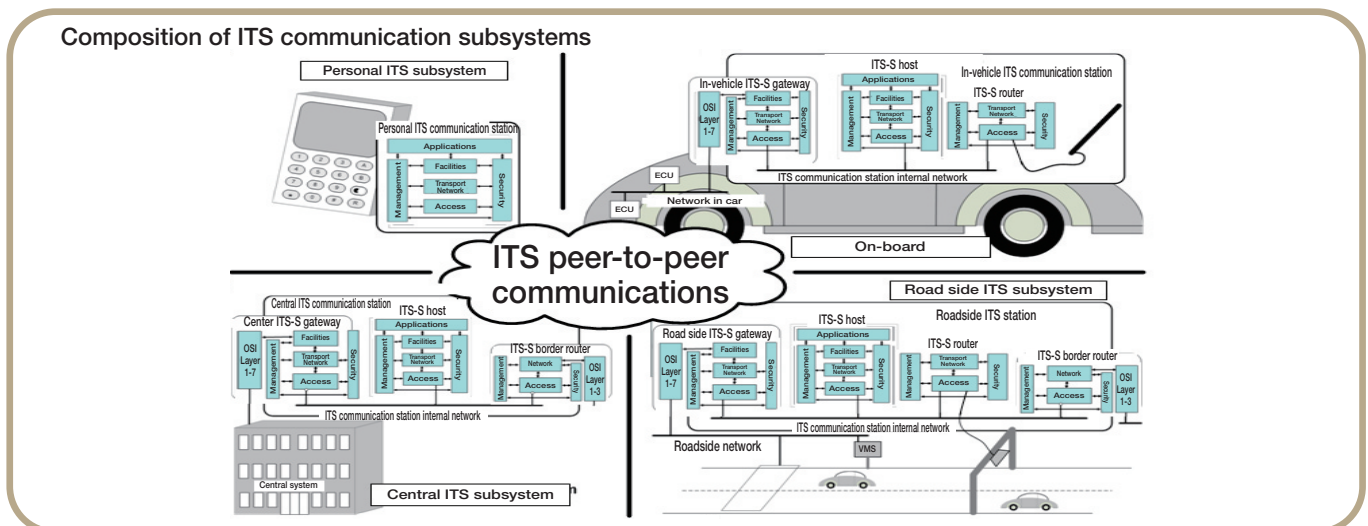 Composition of ITS communication subsystems
Personal ITS subsystem
Personal ITS communication station
Applications
Facilities
Transport
Network
Access
Management
Security
In-vehicle ITS-S gateway
OSI
Layer
1-7
Management
Facilities
Transport
Network
Access
Security
ITS-S host
Applications
Management
Facilities
Transport
Network
Access
Security
In-vehicle ITS communication station
ITS-S router
Management
Transport
Network
Access
Security
ITS communication station internal network
ECU
ECU
Network in car
On-board
ITS peer-to-peer
communications
Central ITS communication station
Center ITS-S gateway
OSI
Layer
1-7
Management
Facilities
Transport
Network
Access
Security
ITS-S host
Applications
Management
Facilities
Transport
Network
Access
Security
ITS-S border router
Management
Network
Access
Security
OSI
Layer
1-3
ITS communication station internal network
Central system
Central ITS subsystem
Road side ITS subsystem
Roadside ITS station
Road side ITS-S gateway
OSI
Layer
1-7
Management
Facilities
Transport
Network
Access
Security
ITS-S host
Applications
Management
Facilities
Transport
Network
Access
Security
ITS-S router
Management
Transport
Network
Access
Security
ITS-S border router
Management
Network
Access
Security
OSI
Layer
1-3
ITS communication station internal network
Roadside network
VMS